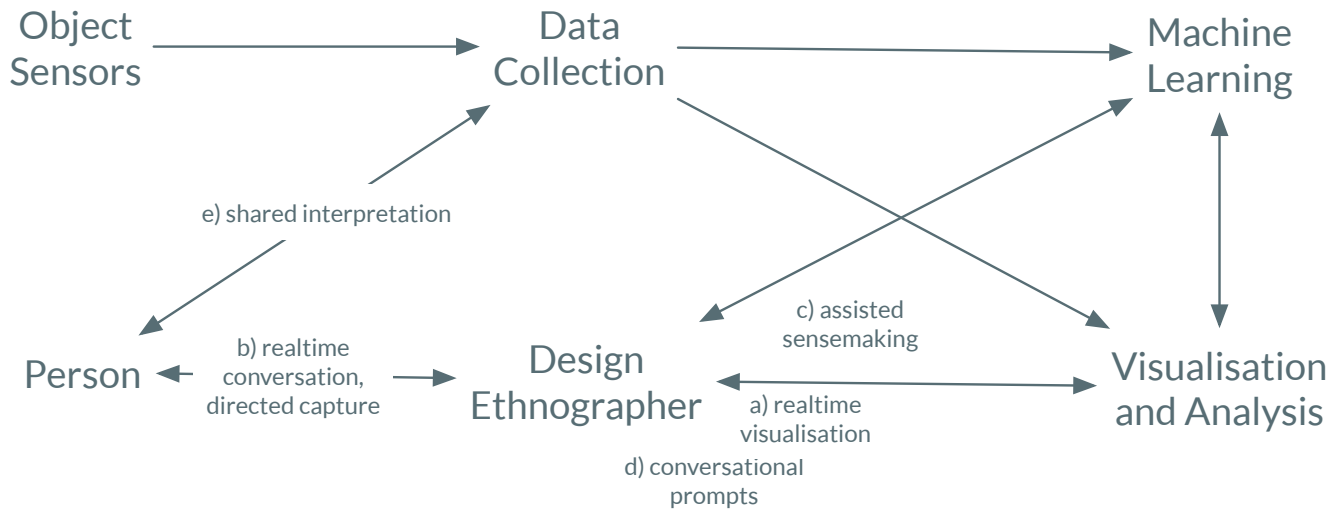 Object
Sensors
Data
Collection
Machine
Learning
e) shared interpretation
Person
b) realtime
conversation,
directed capture
Design
Ethnographer
c) assisted
sensemaking
a) realtime
visualisation
d) conversational
prompts
Visualisation
and Analysis